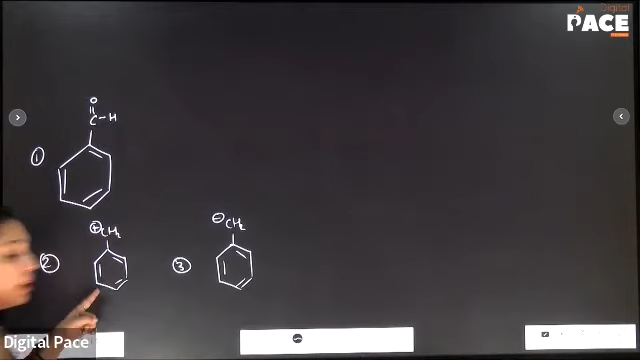 Digital
PACE
O
||
C-H
①
⊕CH₂
②
⊖CH₂
③
Digital Pace